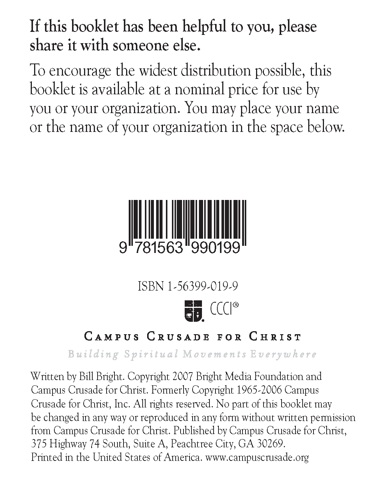 If this booklet has been helpful to you, please
share it with someone else.
To encourage the widest distribution possible, this
booklet is available at a nominal price for use by
you or your organization. You may place your name
or the name of your organization in the space below.
9 781563 990199
ISBN 1-56399-019-9
CCCI®
CAMPUS CRUSADE FOR CHRIST
Building Spiritual Movements Everywhere
Written by Bill Bright. Copyright 2007 Bright Media Foundation and
Campus Crusade for Christ. Formerly Copyright 1965-2006 Campus
Crusade for Christ, Inc. All rights reserved. No part of this booklet may
be changed in any way or reproduced in any form without written permission
from Campus Crusade for Christ. Published by Campus Crusade for Christ,
375 Highway 74 South, Suite A, Peachtree City, GA 30269.
Printed in the United States of America. www.campuscrusade.org